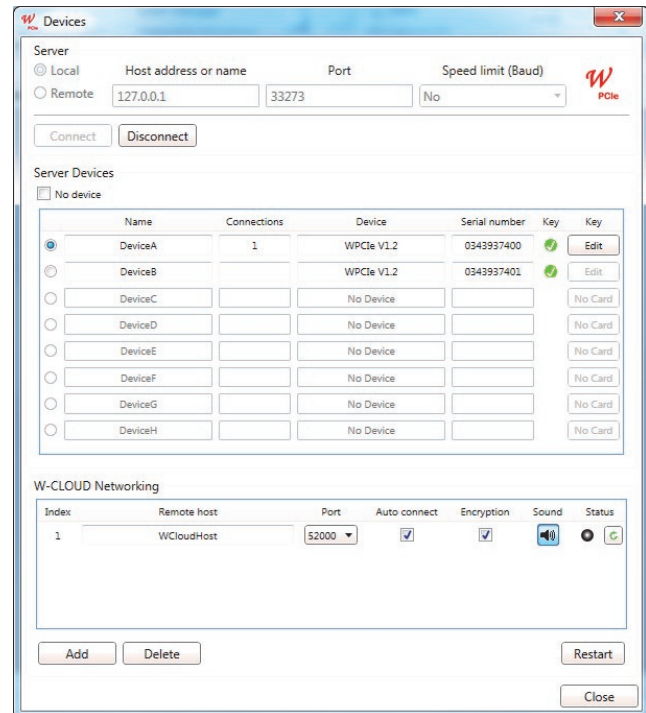 W PCIe Devices
Server
Local Host address or name Port Speed limit (Baud)
Remote 127.0.0.1 33273 No
W PCIe
Connect Disconnect
Server Devices
No device
Name Connections Device Serial number Key Key
DeviceA 1 WPCIe V1.2 0343937400 Edit
DeviceB WPCIe V1.2 0343937401 Edit
DeviceC No Device No Card
DeviceD No Device No Card
DeviceE No Device No Card
DeviceF No Device No Card
DeviceG No Device No Card
DeviceH No Device No Card
W-CLOUD Networking
Index Remote host Port Auto connect Encryption Sound Status
1 WCloudHost 52000
Add Delete Restart
Close